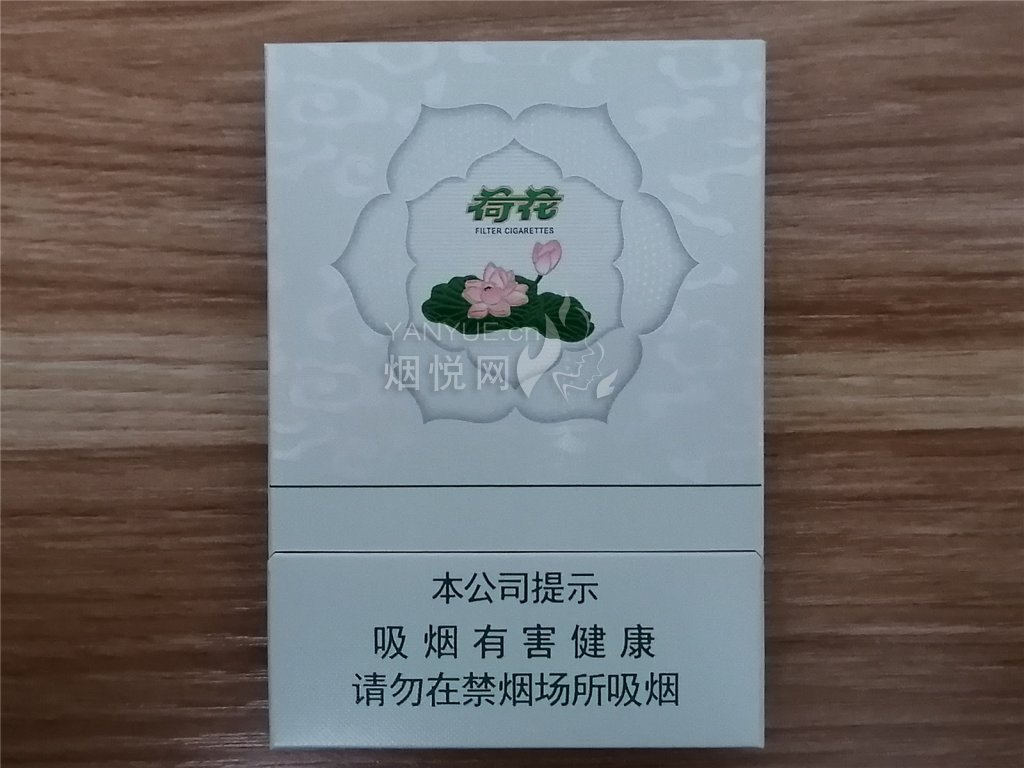 荷花
FILTER CIGARETTES
YANYUE.cn
烟悦网
本公司提示
吸烟有害健康
请勿在禁烟场所吸烟